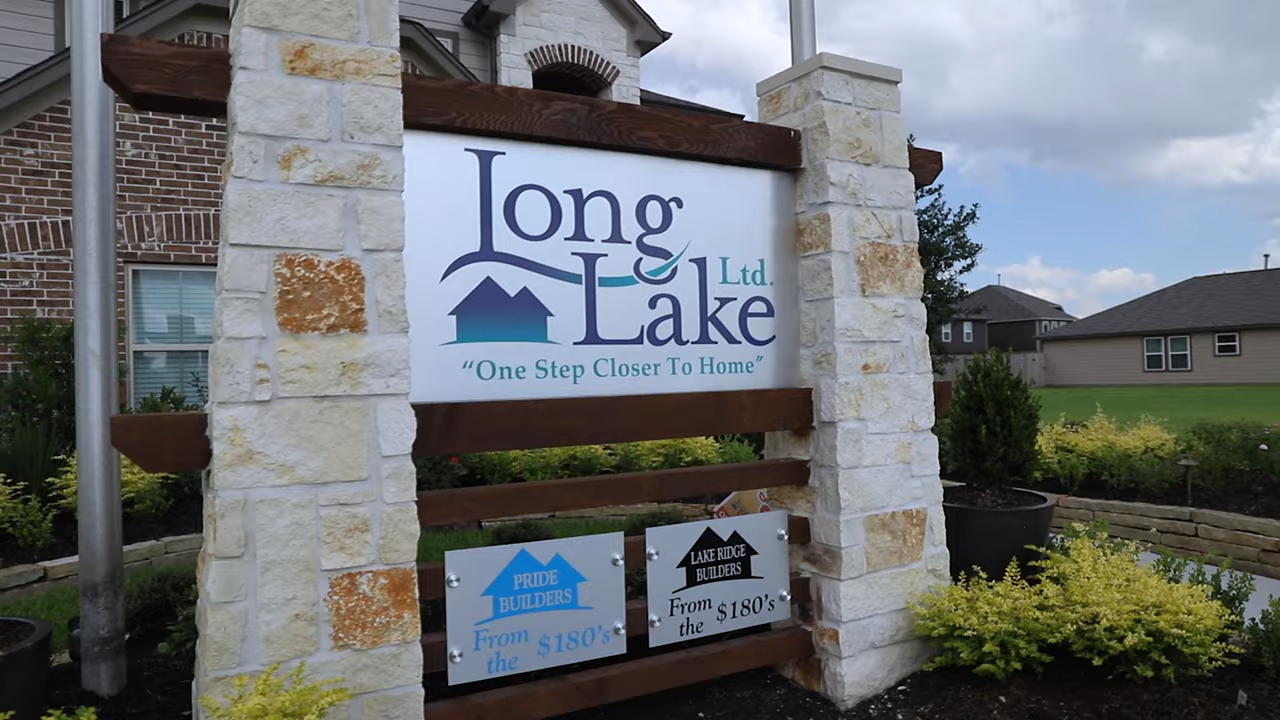 Long
Lake Ltd.
“One Step Closer To Home”
PRIDE
BUILDERS
From
the $180's
LAKE RIDGE
BUILDERS
From
the $180's